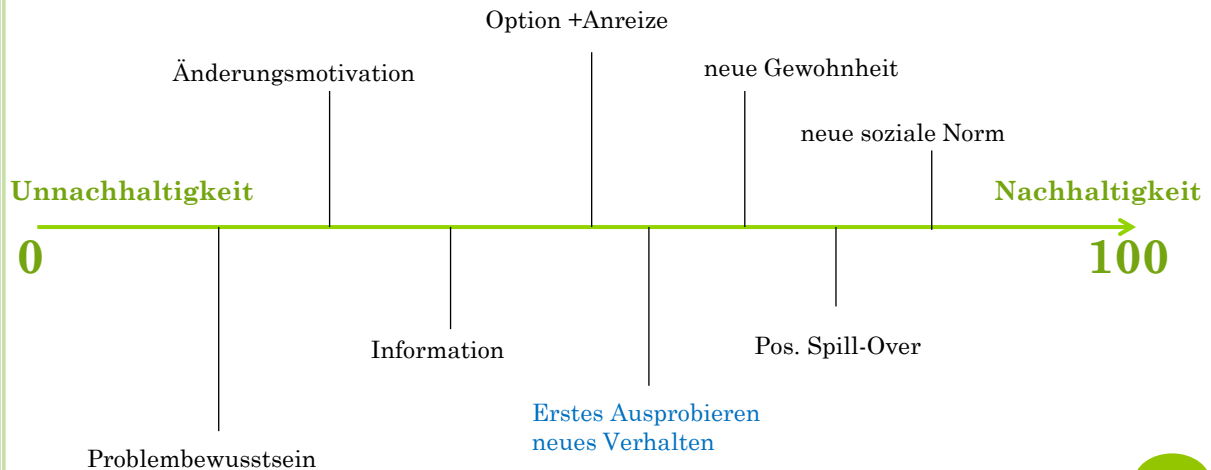 Option +Anreize
Änderungsmotivation
neue Gewohnheit
neue soziale Norm
Unnachhaltigkeit
Nachhaltigkeit
0
100
Information
Pos. Spill-Over
Erstes Ausprobieren
neues Verhalten
Problembewusstsein